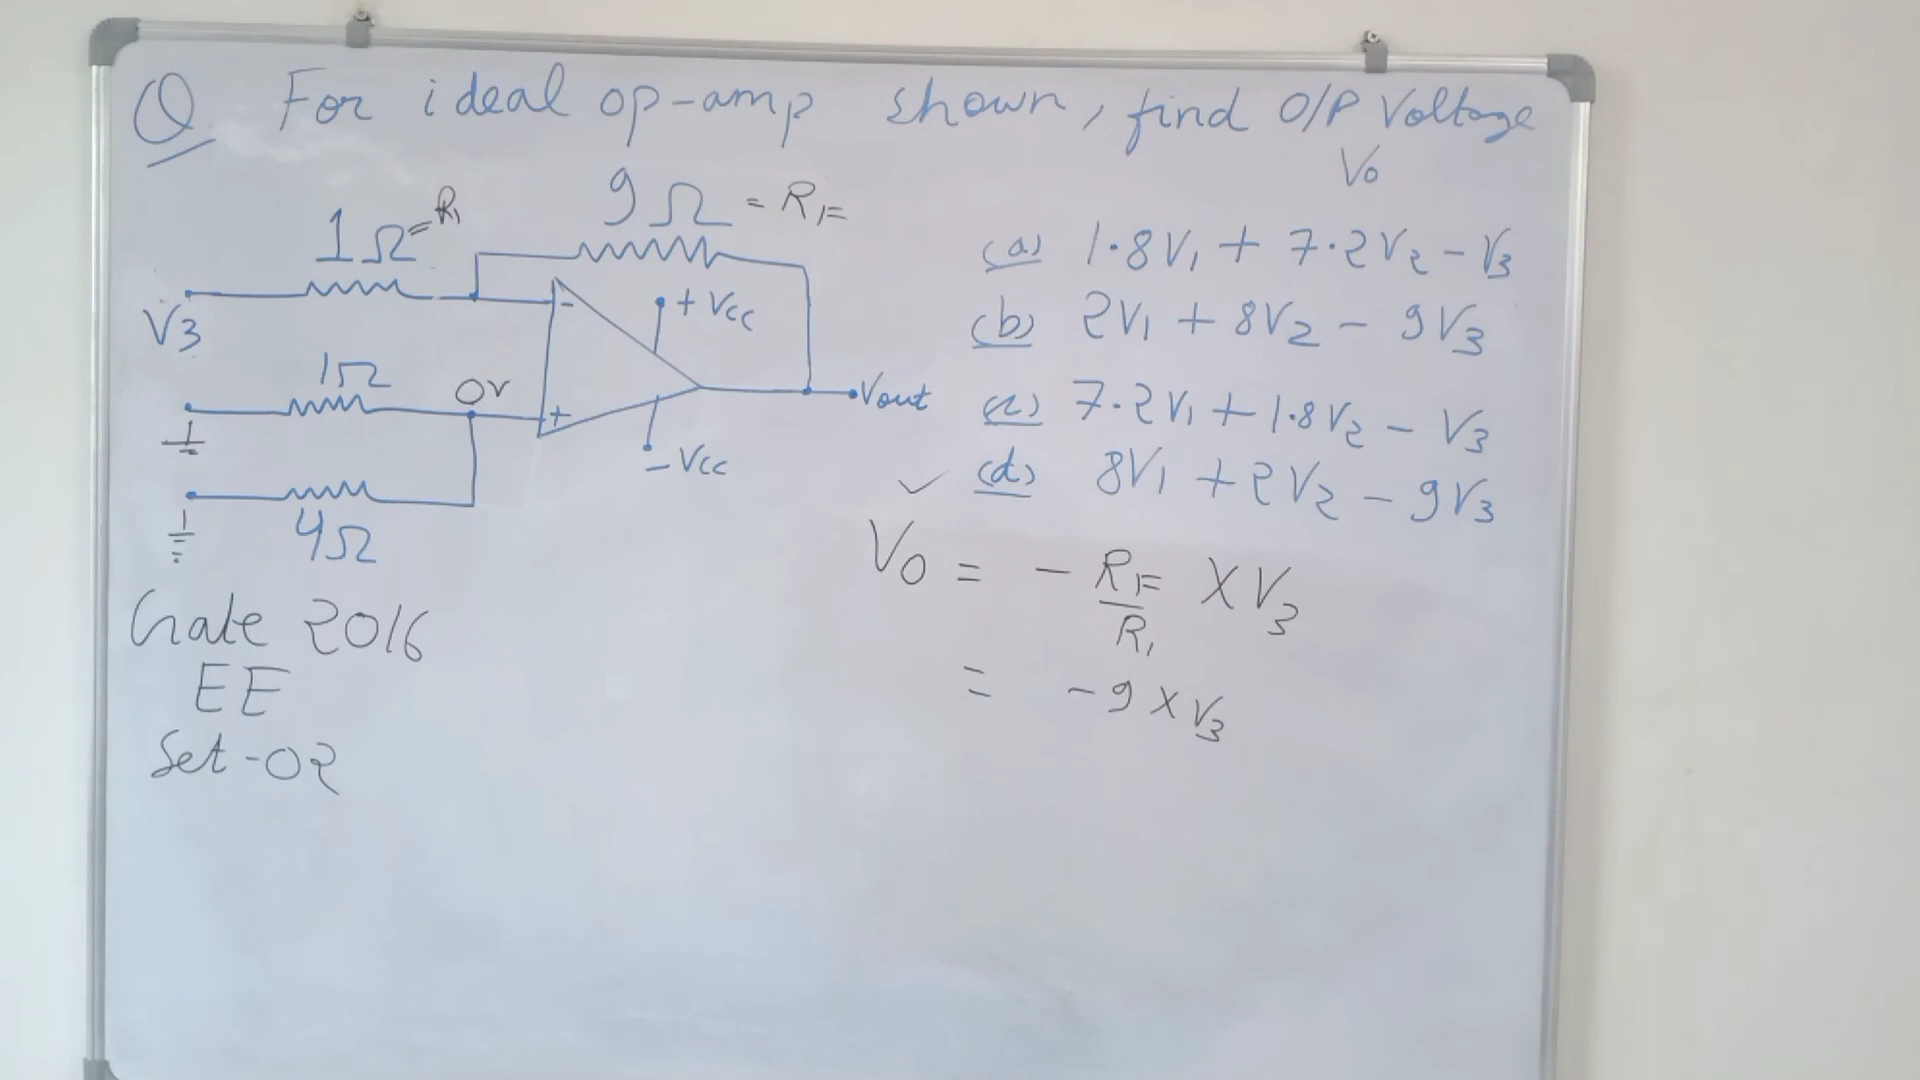 Q For ideal op-amp shown, find O/P Voltage
Vo
1Ω = R1
9Ω = RF
V3
-
+Vcc
1Ω
0V
+
-Vcc
Vout
4Ω
(a) 1.8V1 + 7.2V2 - V3
(b) 2V1 + 8V2 - 9V3
(c) 7.2V1 + 1.8V2 - V3
✓ (d) 8V1 + 2V2 - 9V3
Vo = - RF/R1 × V3
= -9 × V3
Gate 2016
EE
Set-02